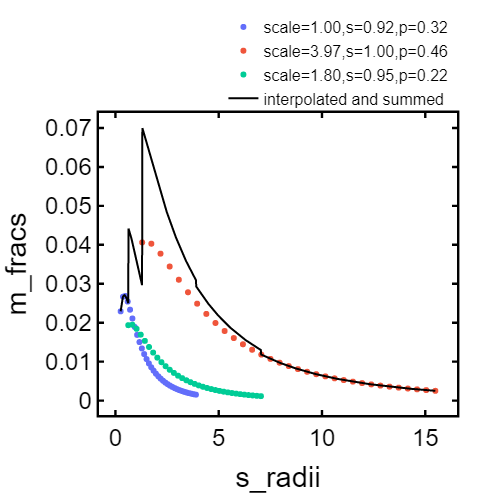 scale=1.00,s=0.92,p=0.32
scale=3.97,s=1.00,p=0.46
scale=1.80,s=0.95,p=0.22
interpolated and summed
0.07
0.06
0.05
0.04
0.03
0.02
0.01
0
m_fracs
0 5 10 15
s_radii